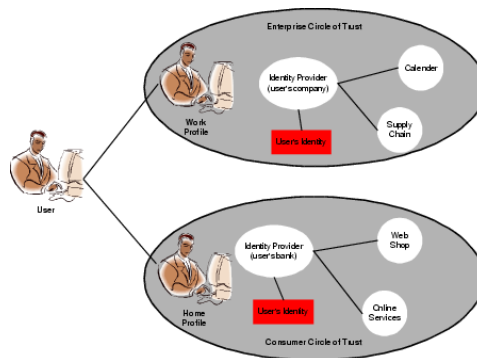 Enterprise Circle of Trust
Identity Provider
(user's company)
Calender
Work
Profile
User's Identity
Supply
Chain
User
Identity Provider
(user's bank)
Web
Shop
Home
Profile
User's Identity
Online
Services
Consumer Circle of Trust